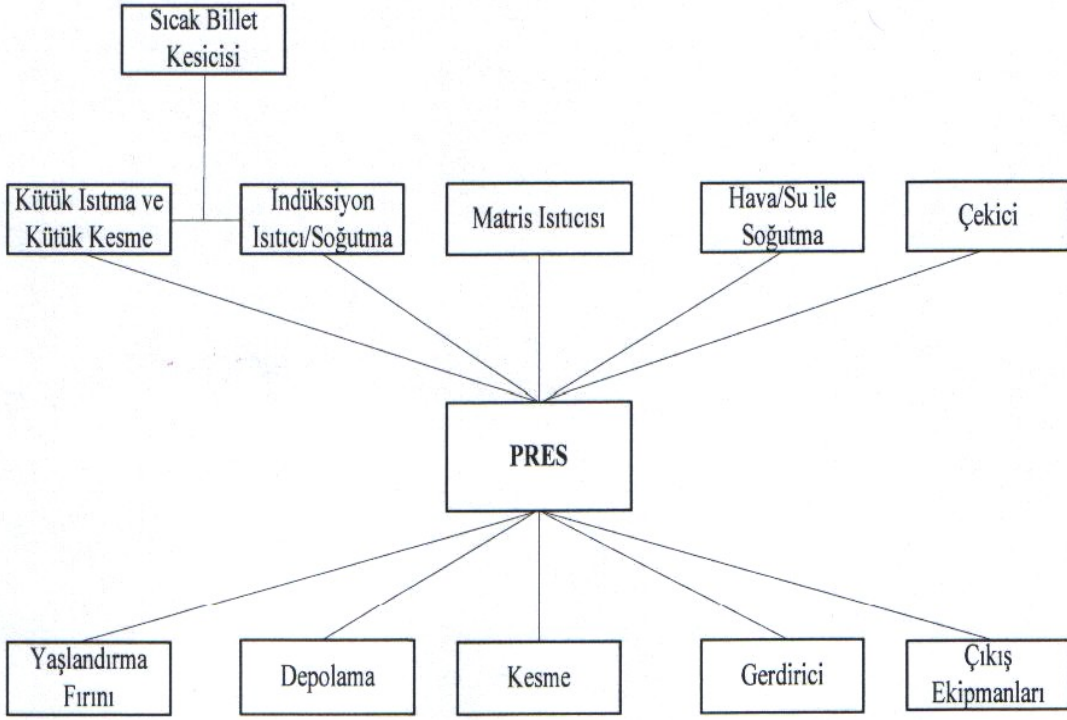 Sıcak Billet
Kesicisi
Kütük Isıtma ve
Kütük Kesme
İndüksiyon
Isıtıcı/Soğutma
Matris Isıtıcısı
Hava/Su ile
Soğutma
Çekici
PRES
Yaşlandırma
Fırını
Depolama
Kesme
Gerdirici
Çıkış
Ekipmanları